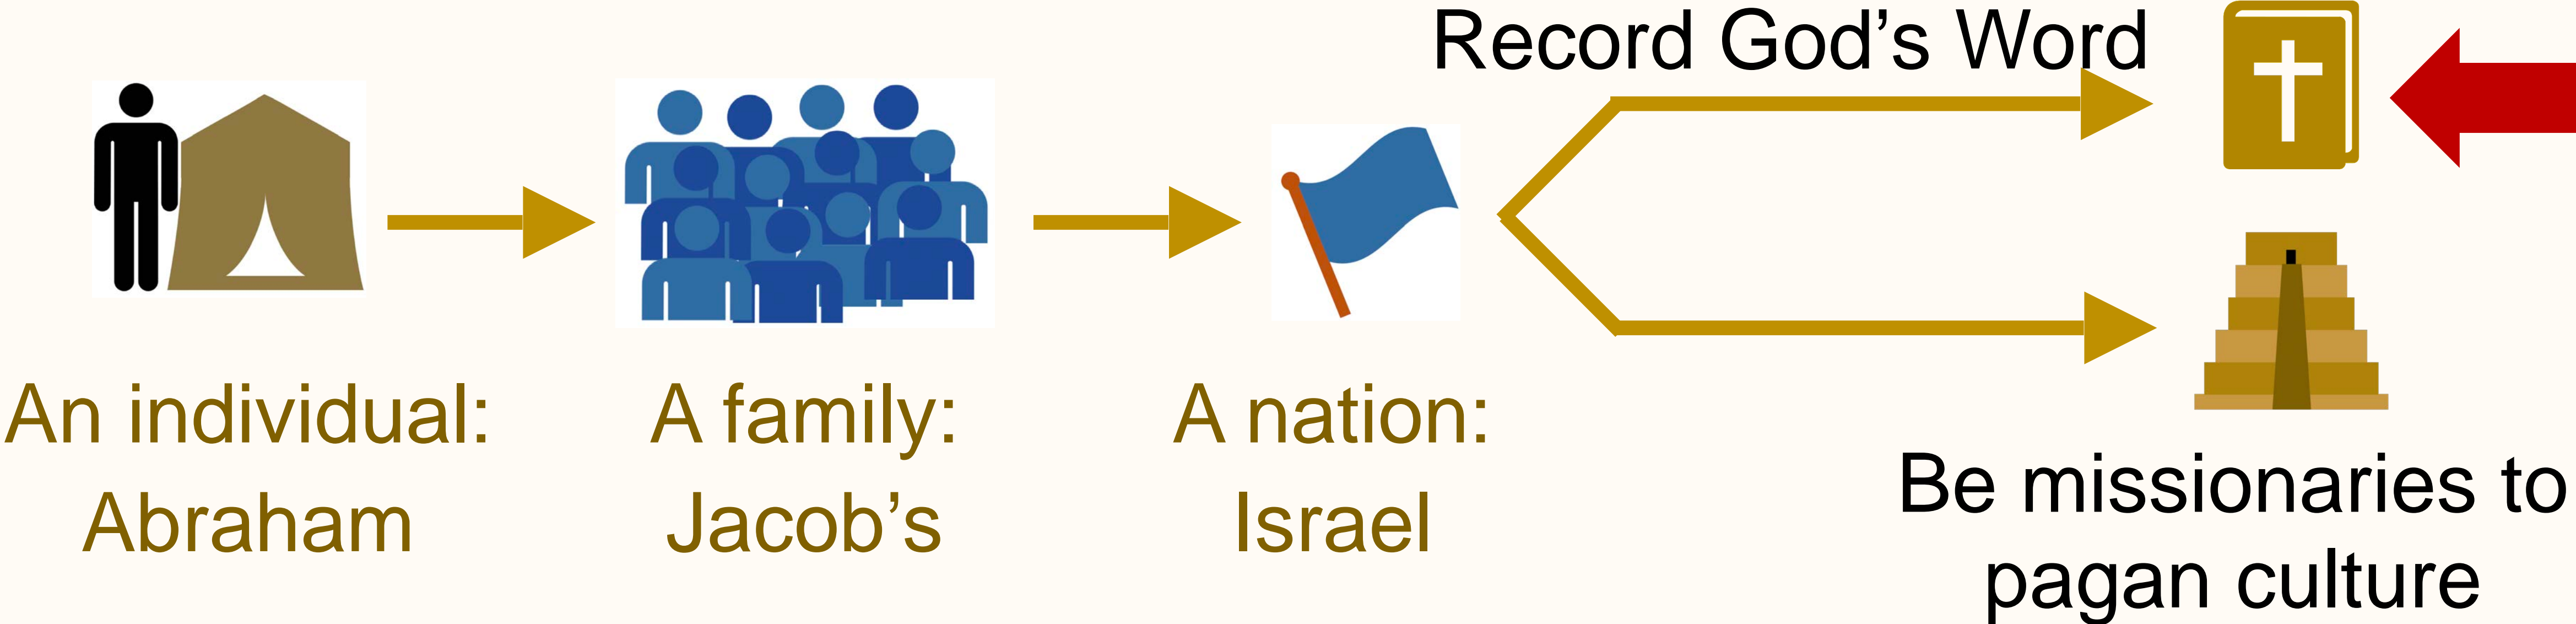 Record God's Word
An individual:
Abraham
A family:
Jacob's
A nation:
Israel
Be missionaries to
pagan culture